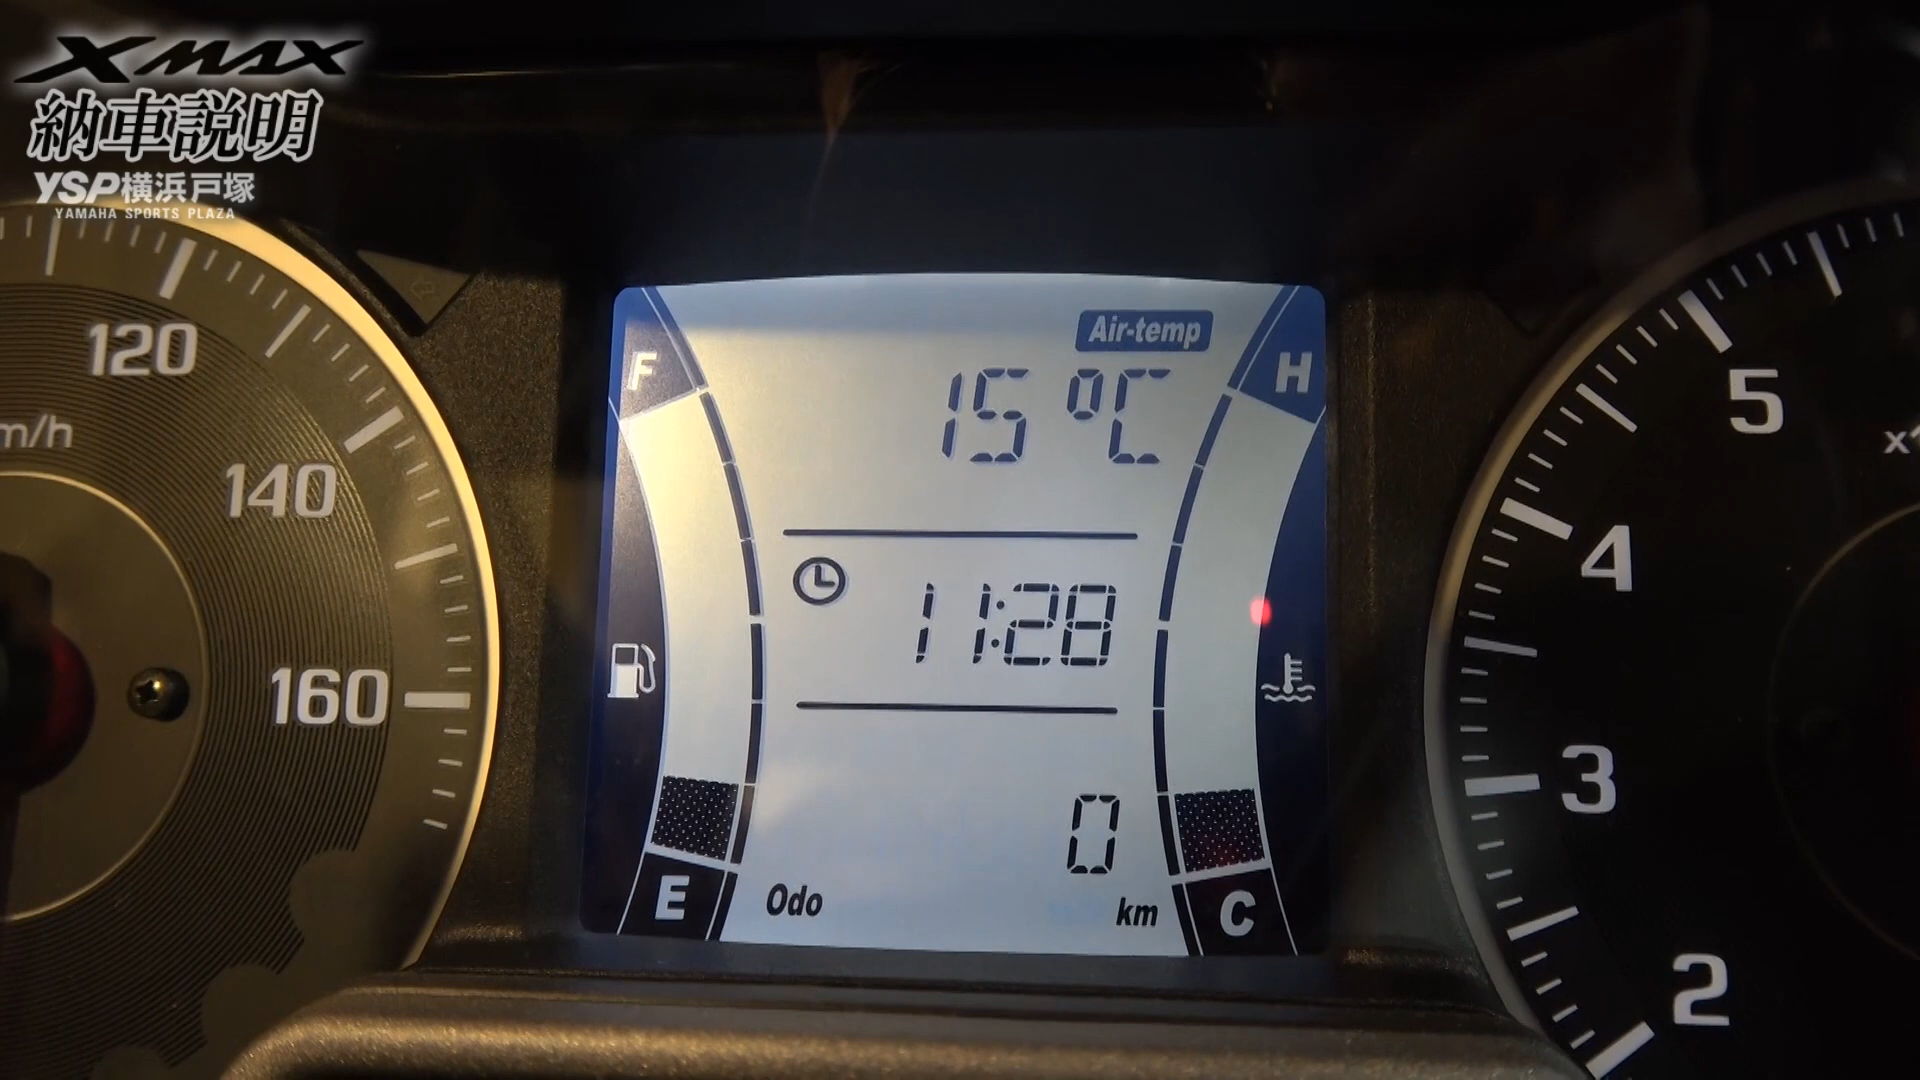 XMAX
納車説明
YSP横浜戸塚
YAMAHA SPORTS PLAZA
120
m/h
140
160
F
Air-temp
H
15 °C
11:28
0
E
Odo
km
C
5
x1
4
3
2